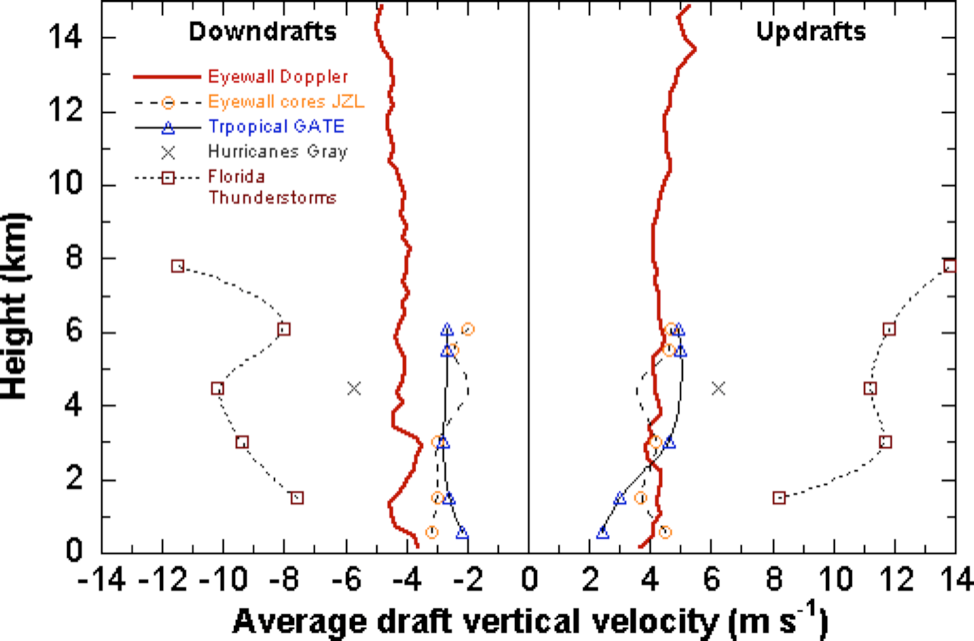 Downdrafts
Updrafts
Eyewall Doppler
Eyewall cores JZL
Trpopical GATE
Hurricanes Gray
Florida
Thunderstorms
Height (km)
14
12
10
8
6
4
2
0
-14 -12 -10 -8 -6 -4 -2 0 2 4 6 8 10 12 14
Average draft vertical velocity (m s-1)